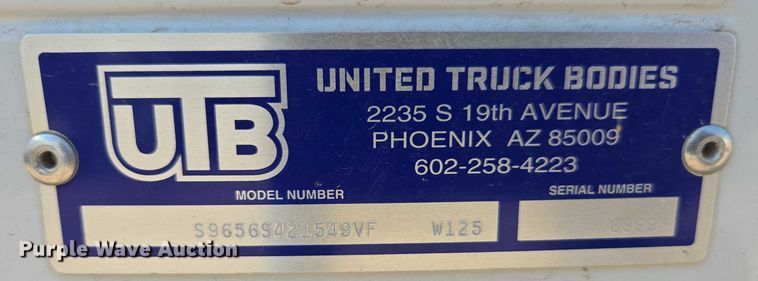 UTB
UNITED TRUCK BODIES
2235 S 19th AVENUE
PHOENIX AZ 85009
602-258-4223
MODEL NUMBER
SERIAL NUMBER
S9656S421549VF W125
Purple Wave Auction